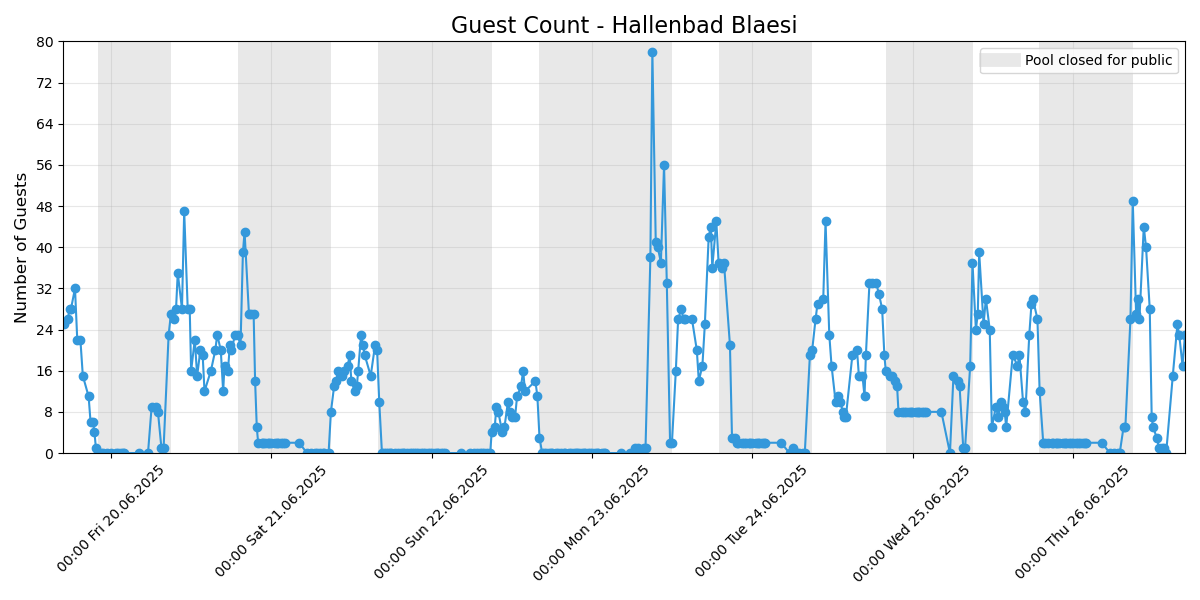 Guest Count - Hallenbad Blaesi
Number of Guests
80
72
64
56
48
40
32
24
16
8
0
Pool closed for public
00:00 Fri 20.06.2025
00:00 Sat 21.06.2025
00:00 Sun 22.06.2025
00:00 Mon 23.06.2025
00:00 Tue 24.06.2025
00:00 Wed 25.06.2025
00:00 Thu 26.06.2025